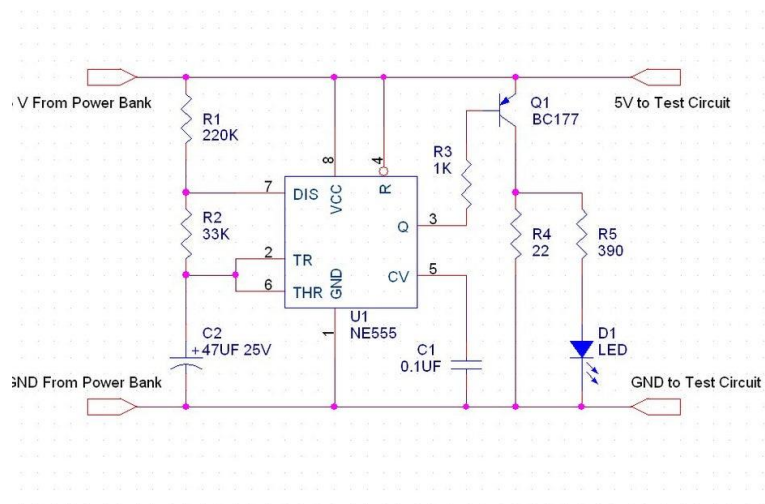 V From Power Bank
R1
220K
R2
33K
C2
+47UF 25V
GND From Power Bank
7
2
6
8
4
3
5
1
DIS
VCC
R
Q
TR
THR
GND
CV
U1
NE555
R3
1K
C1
0.1UF
Q1
BC177
R4
22
R5
390
D1
LED
5V to Test Circuit
GND to Test Circuit